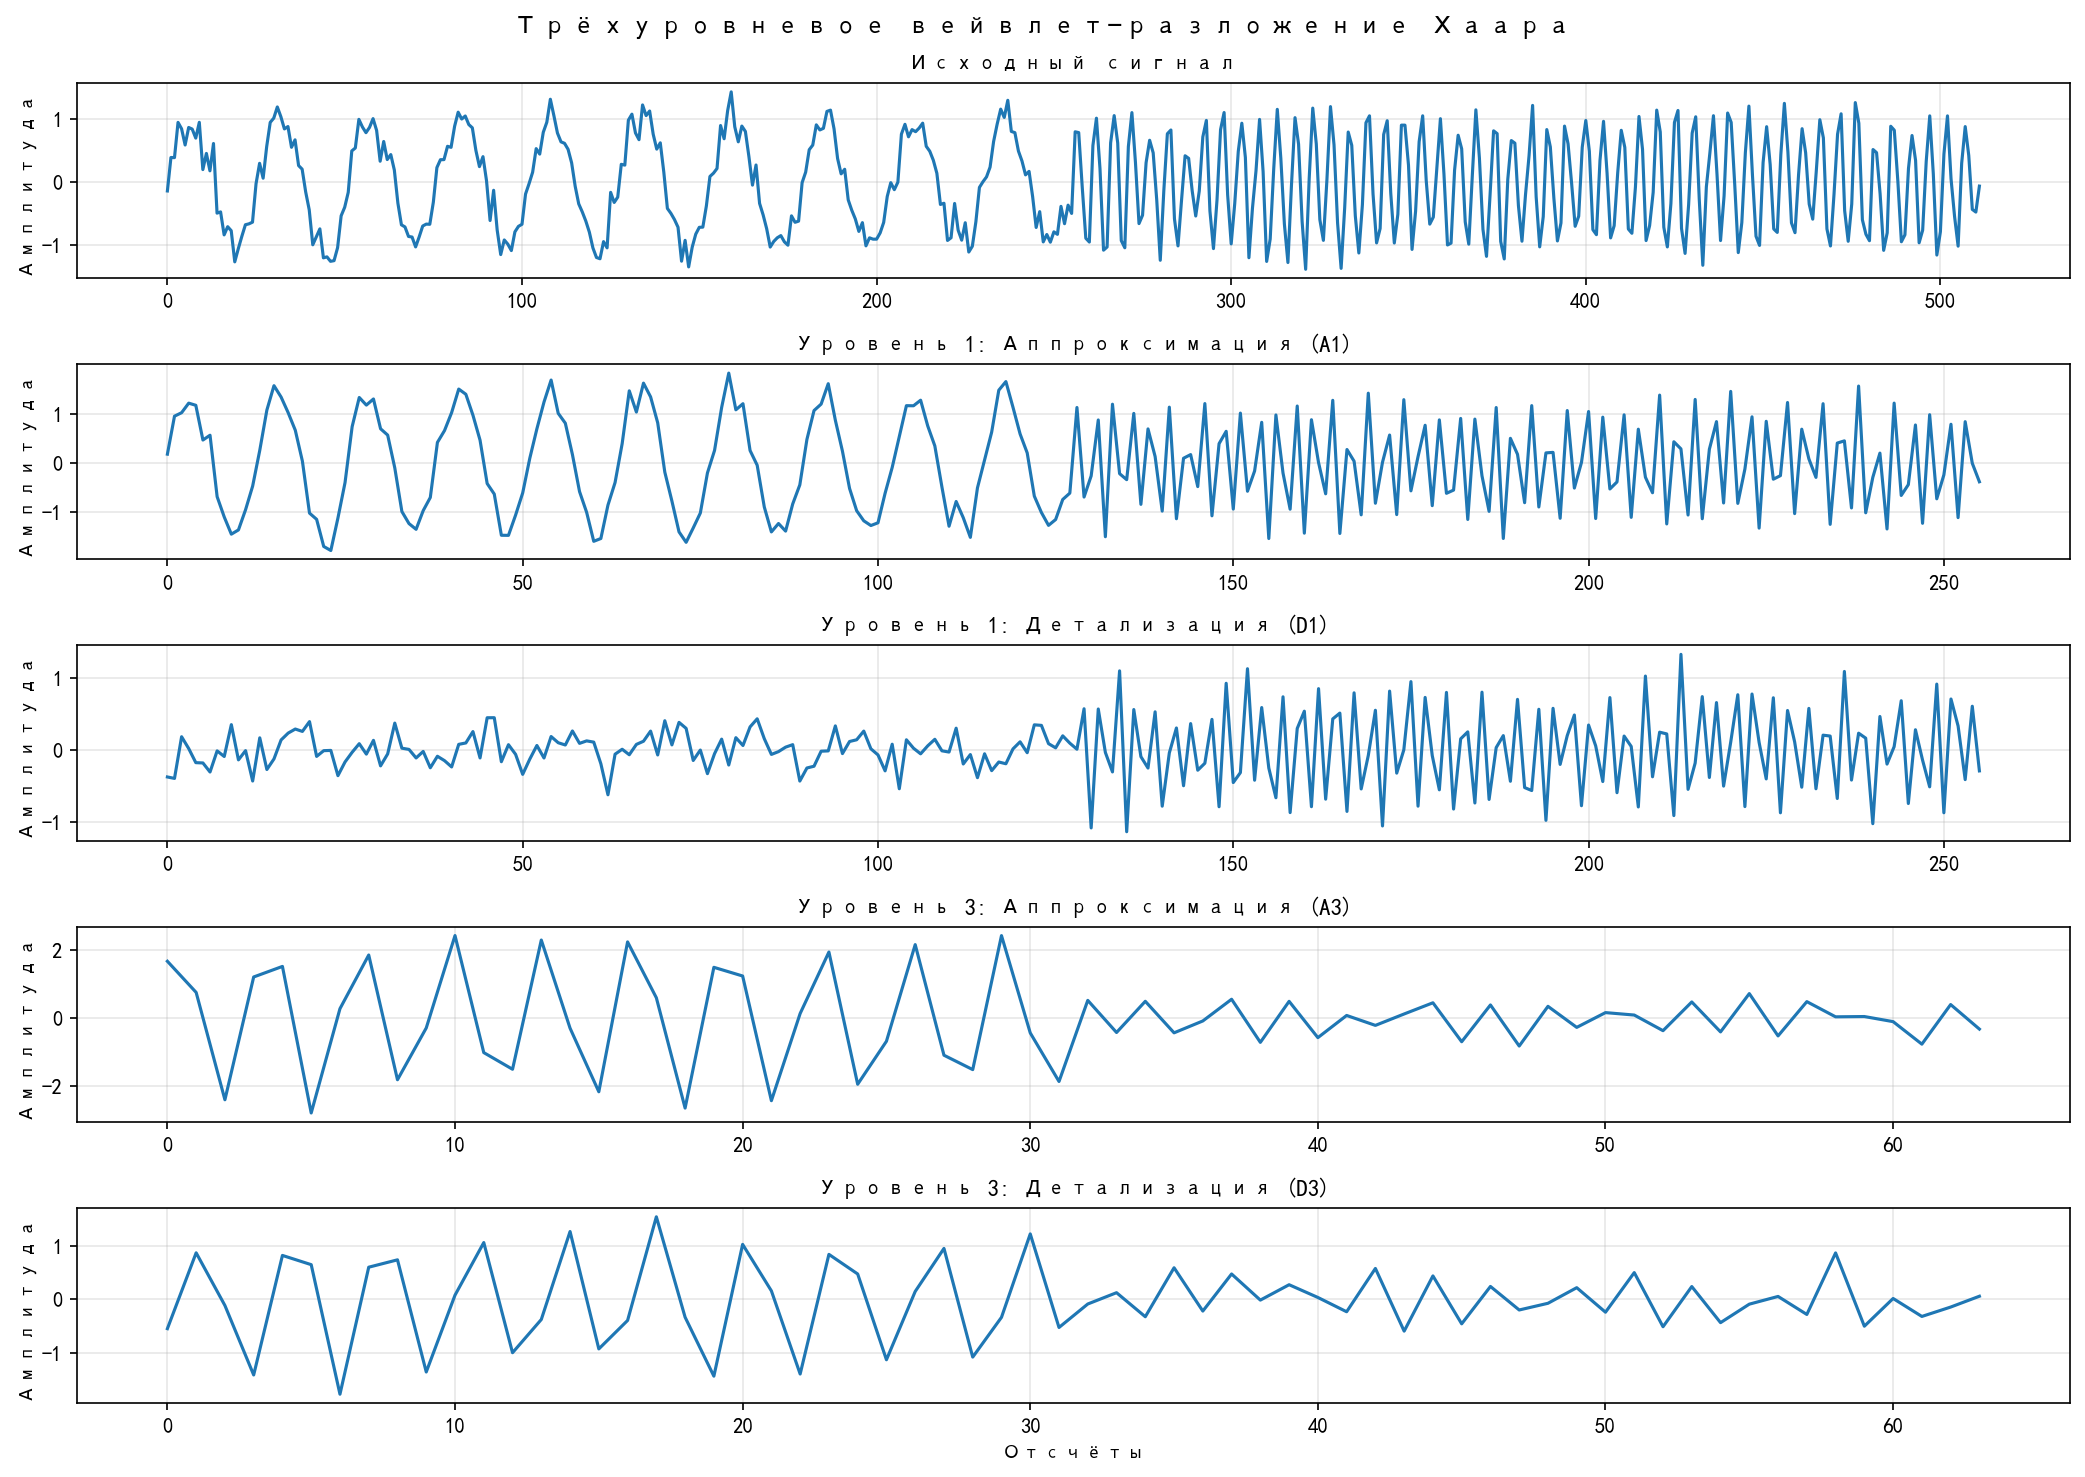 Трёхуровневое вейвлет-разложение Хаара
Исходный сигнал
Амплитуда
1
0
−1
0 100 200 300 400 500
Уровень 1: Аппроксимация (A1)
Амплитуда
1
0
−1
0 50 100 150 200 250
Уровень 1: Детализация (D1)
Амплитуда
1
0
−1
0 50 100 150 200 250
Уровень 3: Аппроксимация (A3)
Амплитуда
2
0
−2
0 10 20 30 40 50 60
Уровень 3: Детализация (D3)
Амплитуда
1
0
−1
0 10 20 30 40 50 60
Отсчёты